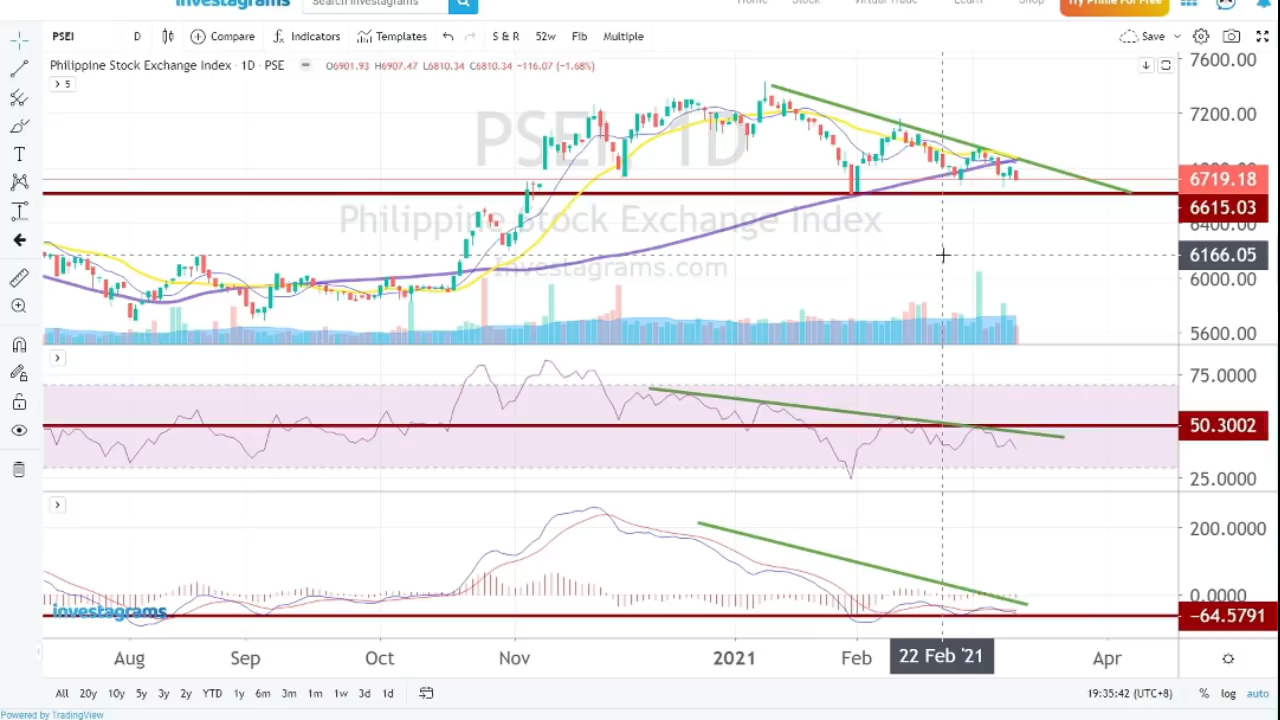 Investagrams Search Investagrams Home Stock Virtual Trade Learn Shop Try Prime For Free
PSEI D Compare Indicators Templates S & R 52w Fib Multiple Save
Philippine Stock Exchange Index · 1D · PSE O6901.93 H6907.47 L6810.34 C6810.34 −116.07 (−1.68%)
5
7600.00
7200.00
PSEI 1D
6800.00
6719.18
6615.03
Philippine Stock Exchange Index
6400.00
6166.05
Investagrams.com
6000.00
5600.00
75.0000
50.3002
25.0000
200.0000
0.0000
investagrams
−64.5791
Aug Sep Oct Nov 2021 Feb 22 Feb '21 Apr
All 20y 10y 5y 3y 2y YTD 1y 6m 3m 1m 1w 3d 1d 19:35:42 (UTC+8) % log auto
Powered by TradingView